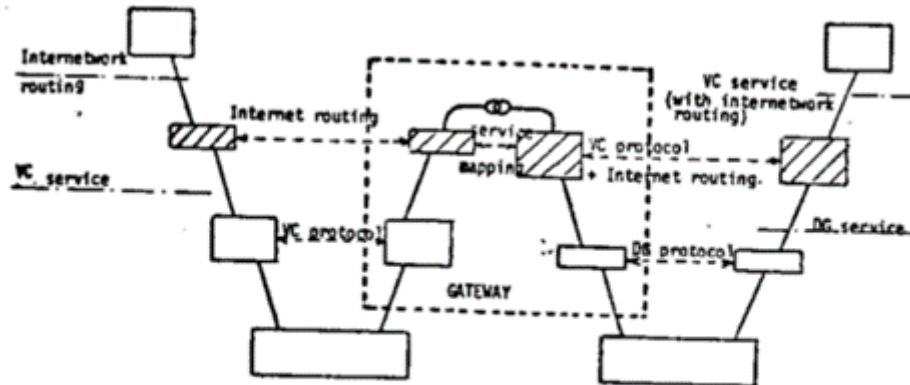 Internetwork
routing
VC service
(with internetwork
routing)
Internet routing
service
mapping
VC protocol
+ Internet routing.
VC service
VC protocol
DG protocol
DG service
GATEWAY